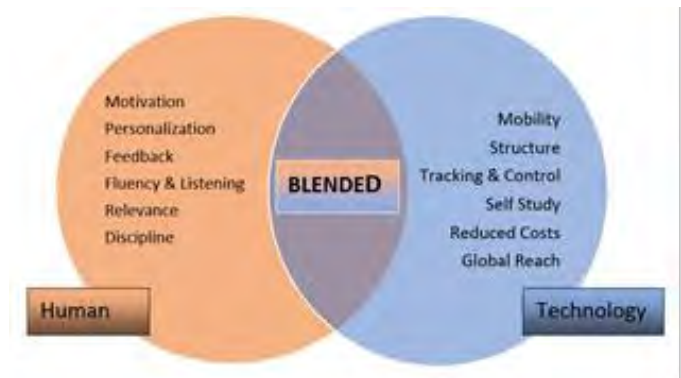 Motivation
Personalization
Feedback
Fluency & Listening
Relevance
Discipline
BLENDED
Mobility
Structure
Tracking & Control
Self Study
Reduced Costs
Global Reach
Human
Technology